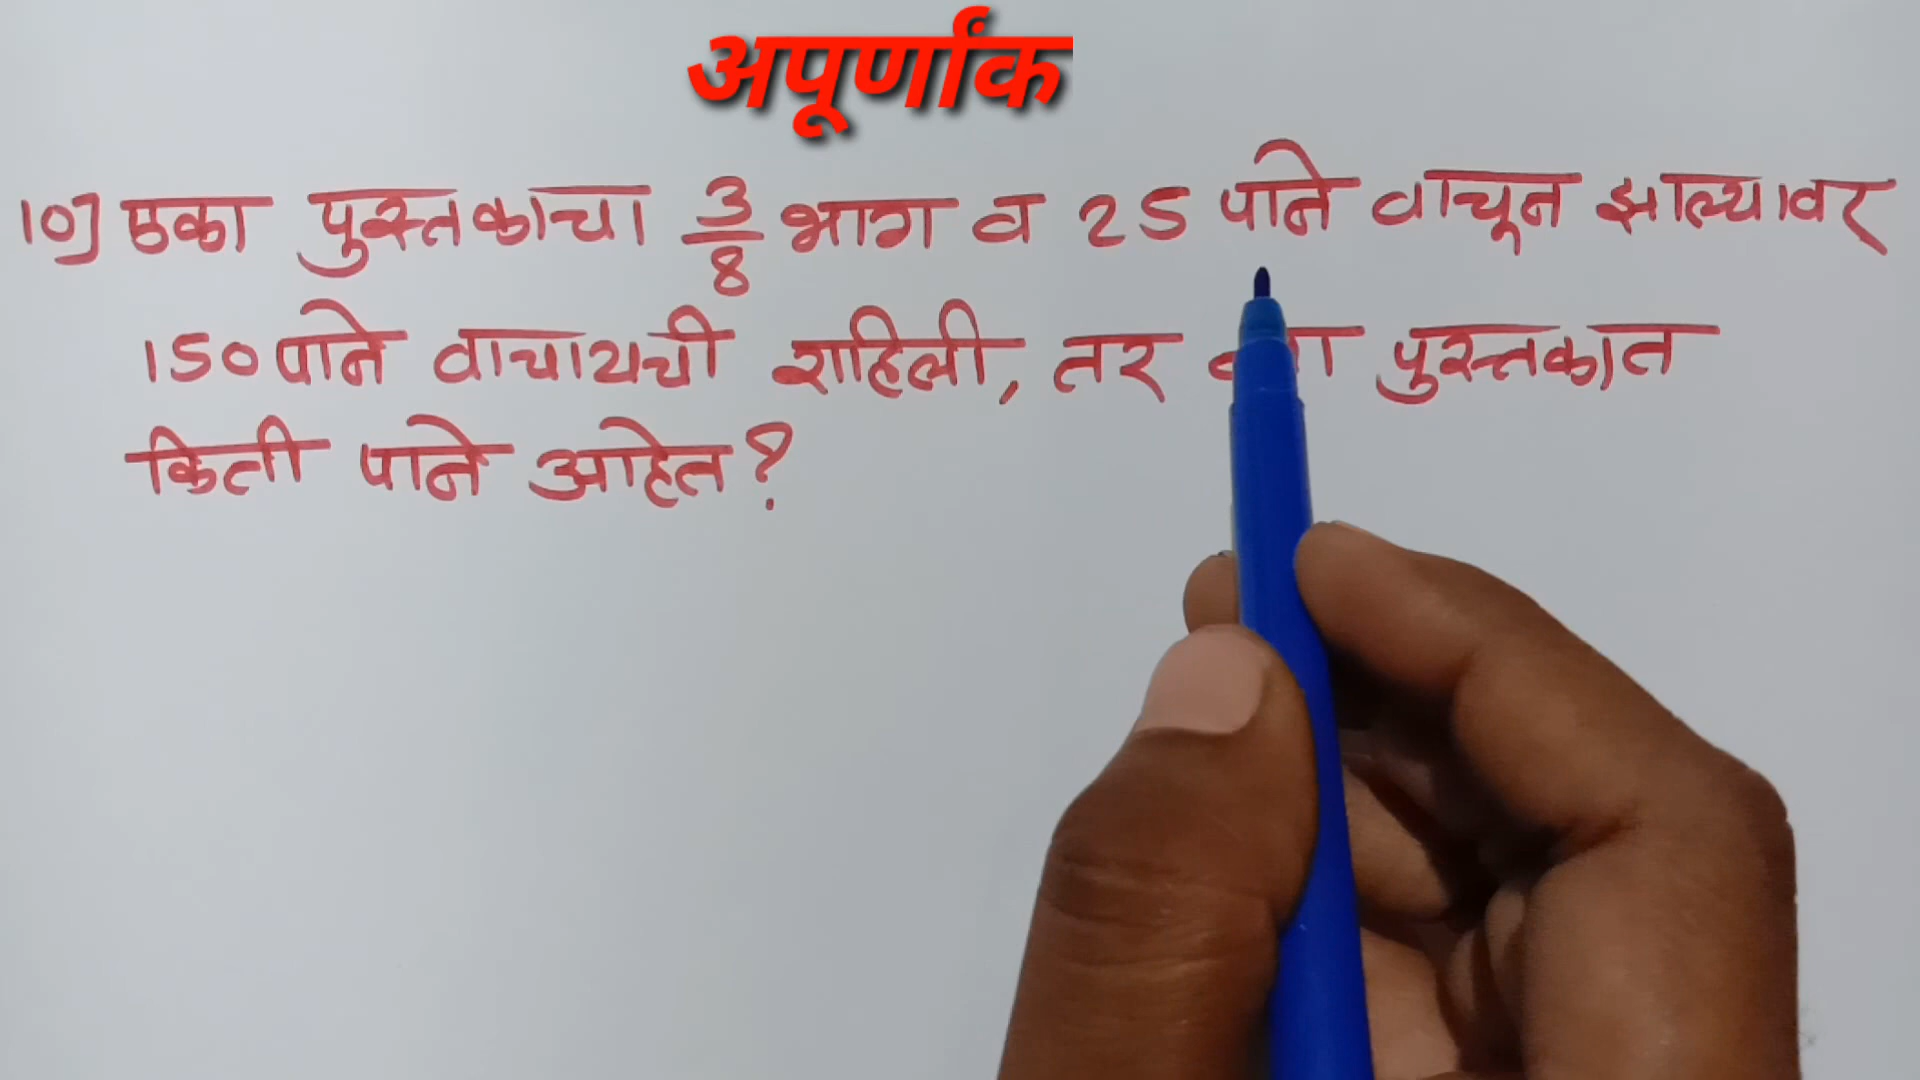 अपूर्णांक
10] एका पुस्तकाचा 3/8 भाग व 25 पाने वाचून झाल्यावर
150 पाने वाचायची राहिली, तर पुस्तकात
किती पाने आहेत?